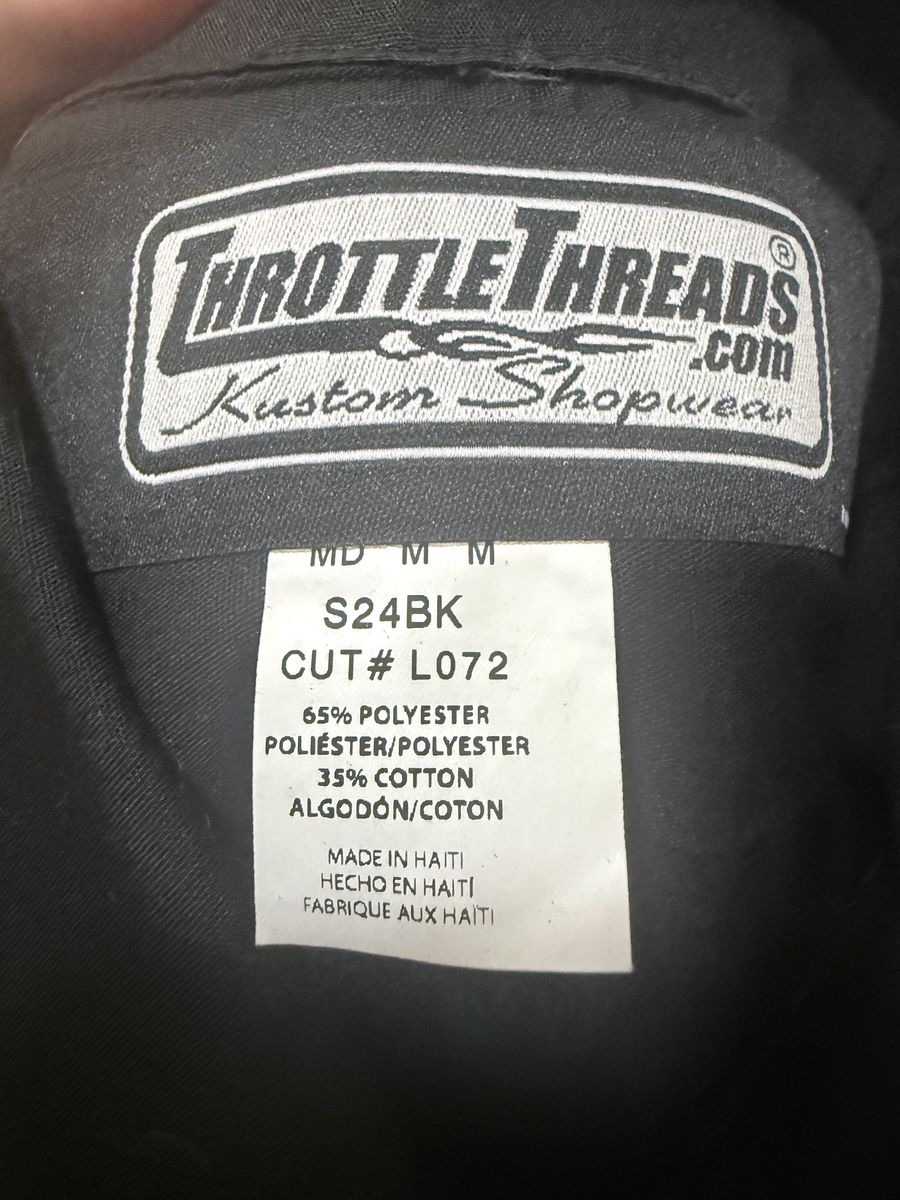 THROTTLETHREADS®
.com
Kustom Shopwear
MD M M
S24BK
CUT# L072
65% POLYESTER
POLIÉSTER/POLYESTER
35% COTTON
ALGODÓN/COTON
MADE IN HAITI
HECHO EN HAITÍ
FABRIQUE AUX HAÏTI